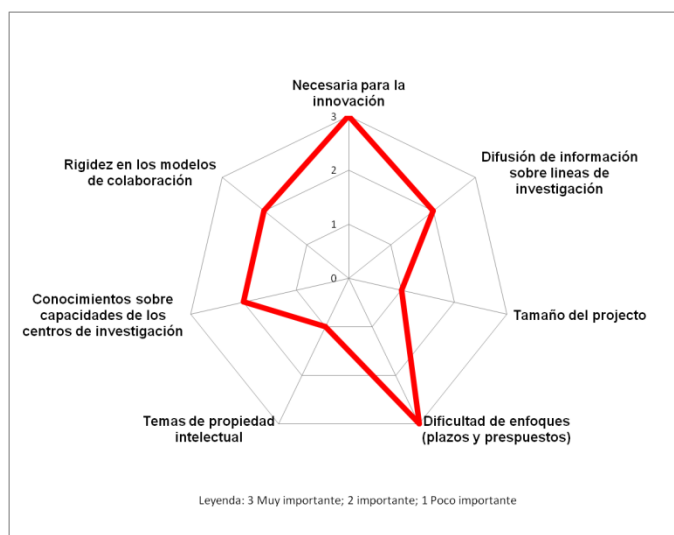 Necesaria para la
innovación
3
Rigidez en los modelos
de colaboración
Difusión de información
sobre lineas de
investigación
2
1
0
Conocimientos sobre
capacidades de los
centros de investigación
Tamaño del projecto
Temas de propiedad
intelectual
Dificultad de enfoques
(plazos y prespuestos)
Leyenda: 3 Muy importante; 2 importante; 1 Poco importante